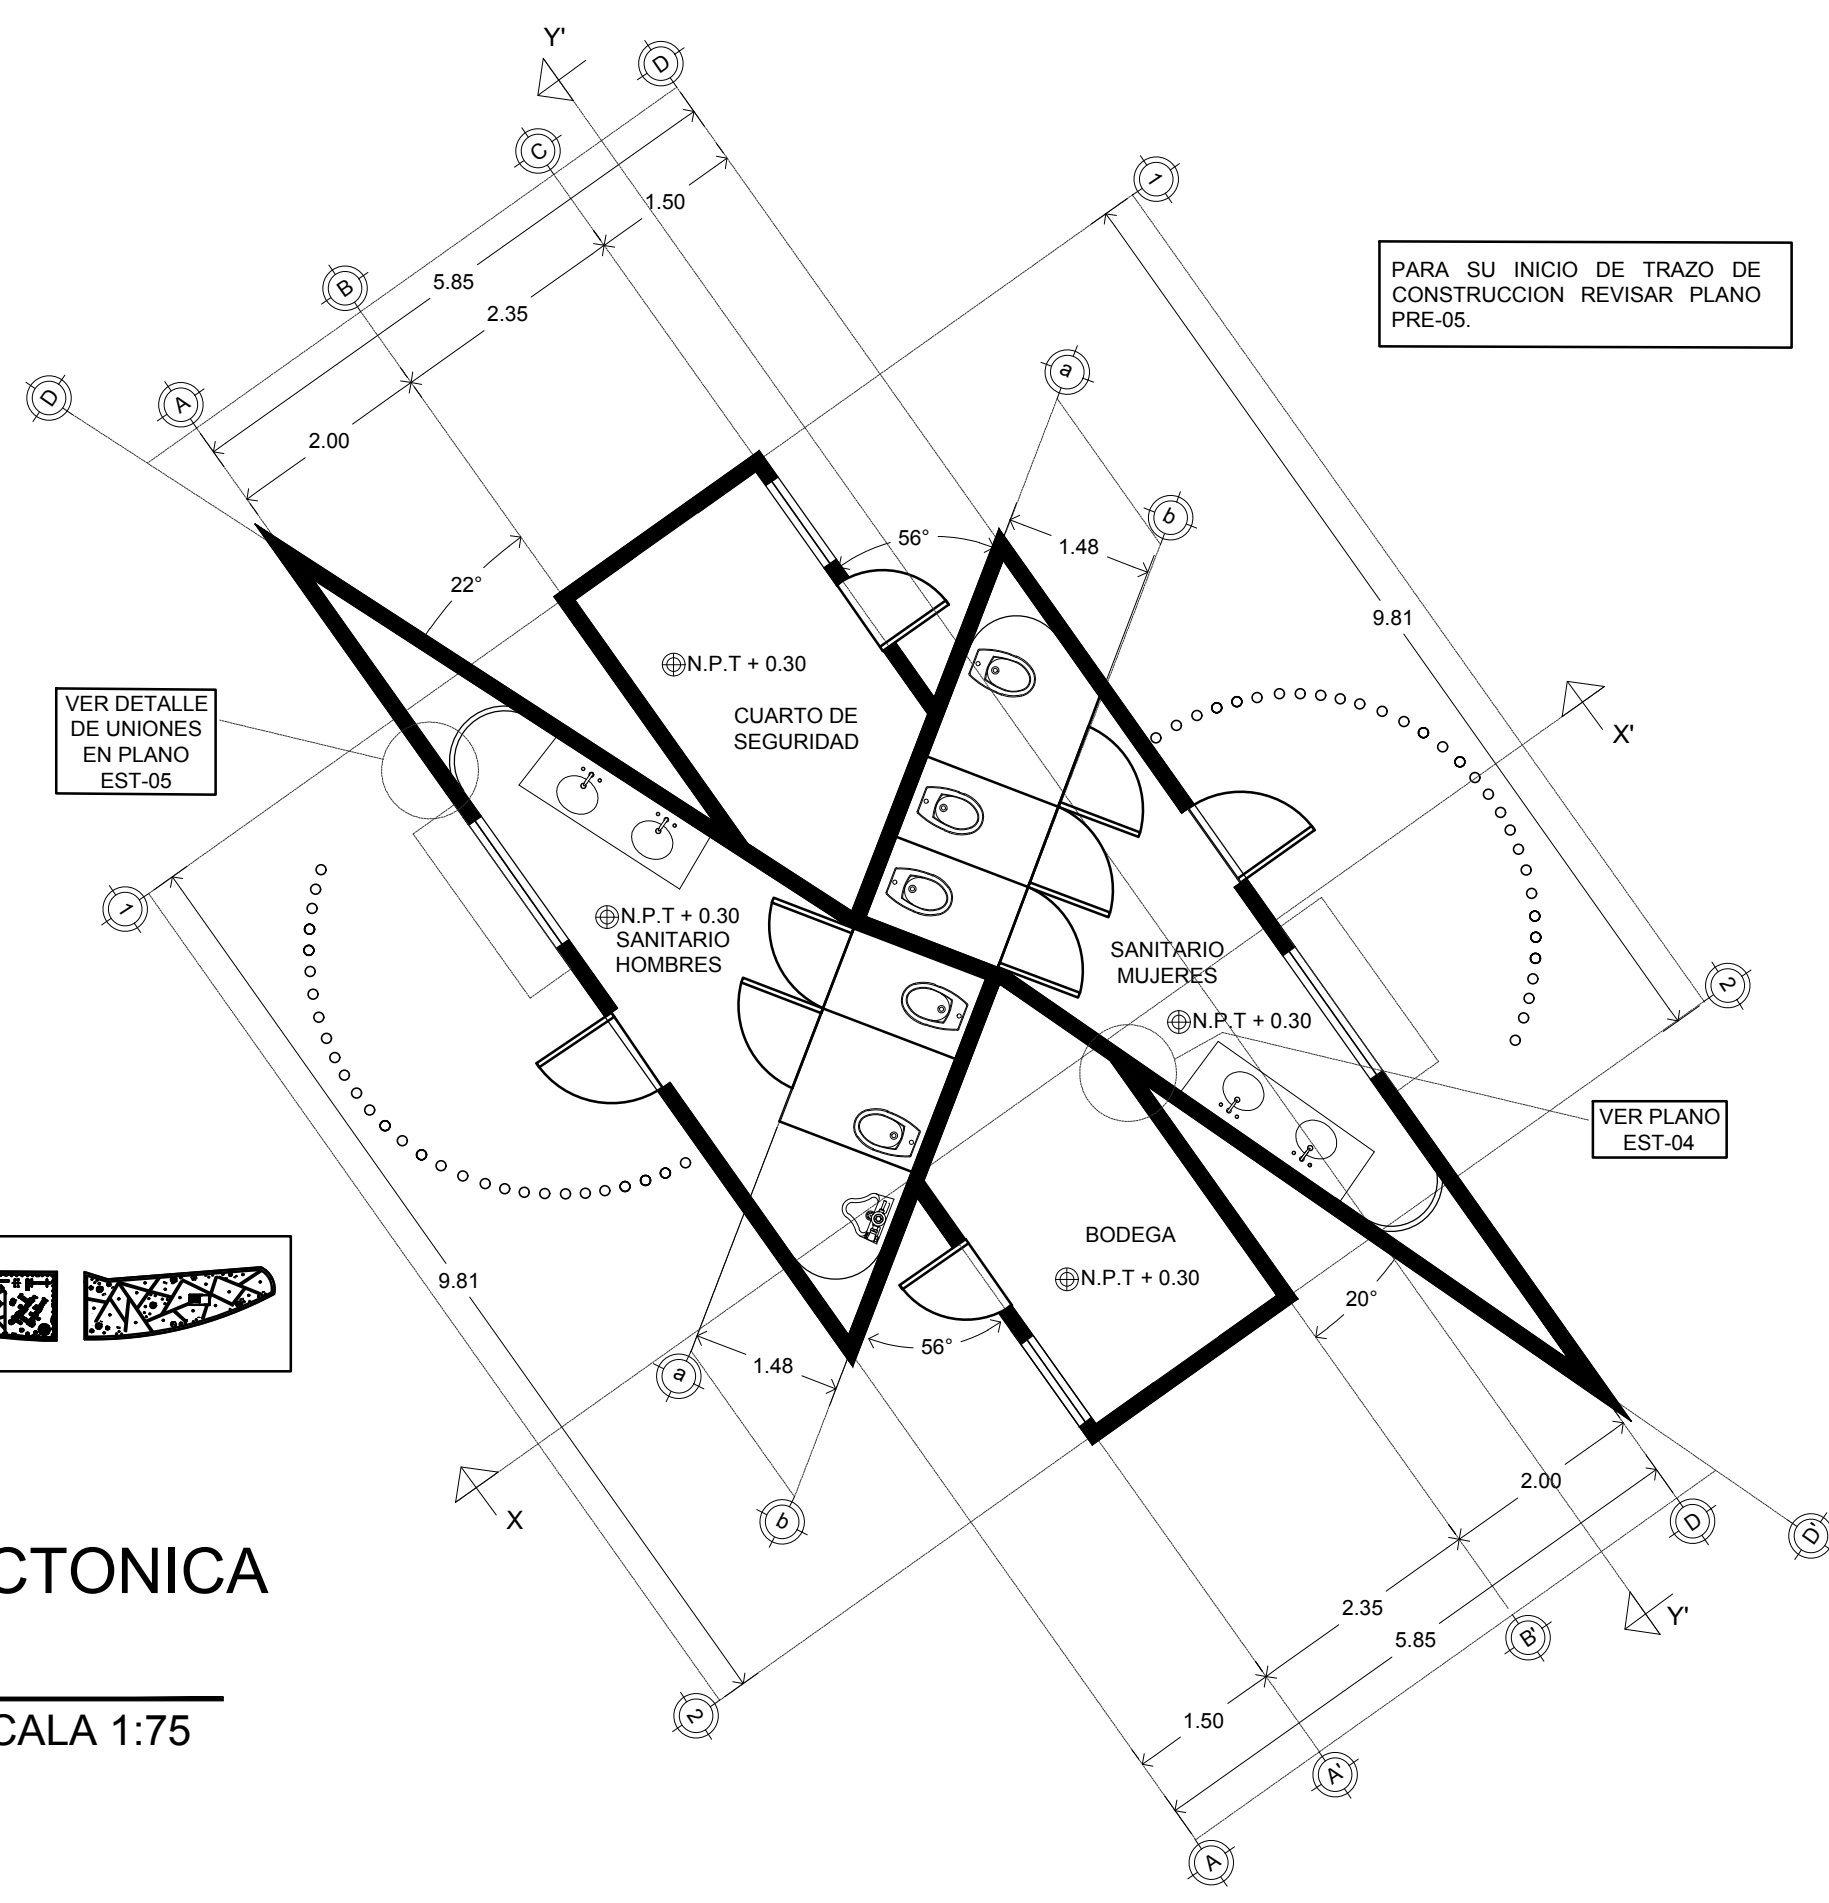 Y'
D
C
1.50
1
5.85
B
2.35
PARA SU INICIO DE TRAZO DE
CONSTRUCCION REVISAR PLANO
PRE-05.
a
D
A
2.00
b
56°
1.48
22°
9.81
N.P.T + 0.30
VER DETALLE
DE UNIONES
EN PLANO
EST-05
CUARTO DE
SEGURIDAD
X'
1
N.P.T + 0.30
SANITARIO
HOMBRES
SANITARIO
MUJERES
2
N.P.T + 0.30
VER PLANO
EST-04
BODEGA
N.P.T + 0.30
9.81
20°
56°
1.48
a
2.00
X
b
D
D'
CTONICA
2.35
Y'
5.85
B'
2
1.50
CALA 1:75
A'
A